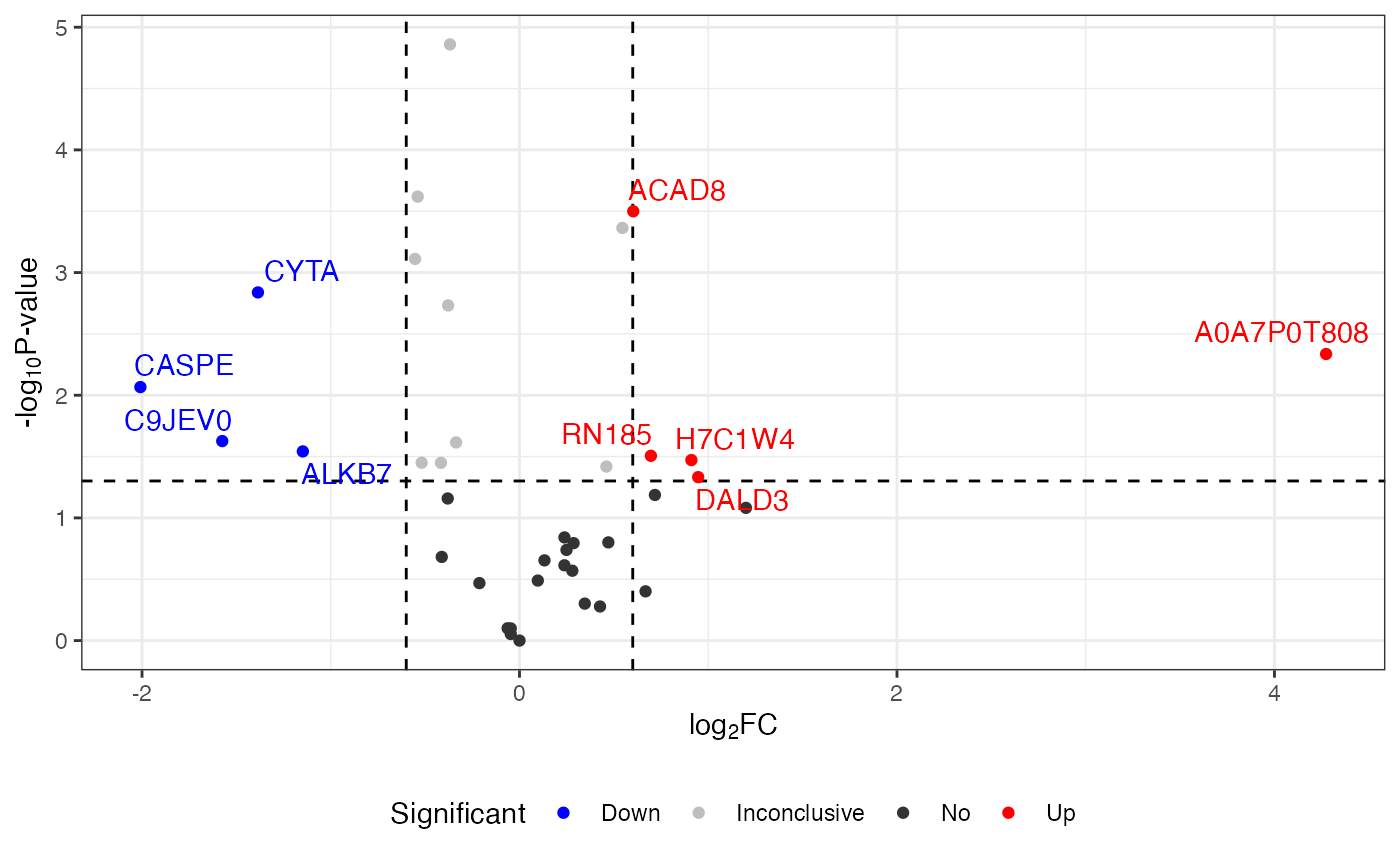 5
4
3
2
1
0
-log10P-value
ACAD8
CYTA
A0A7P0T808
CASPE
C9JEV0
RN185
H7C1W4
ALKB7
DALD3
-2
0
2
4
log2FC
Significant
Down
Inconclusive
No
Up